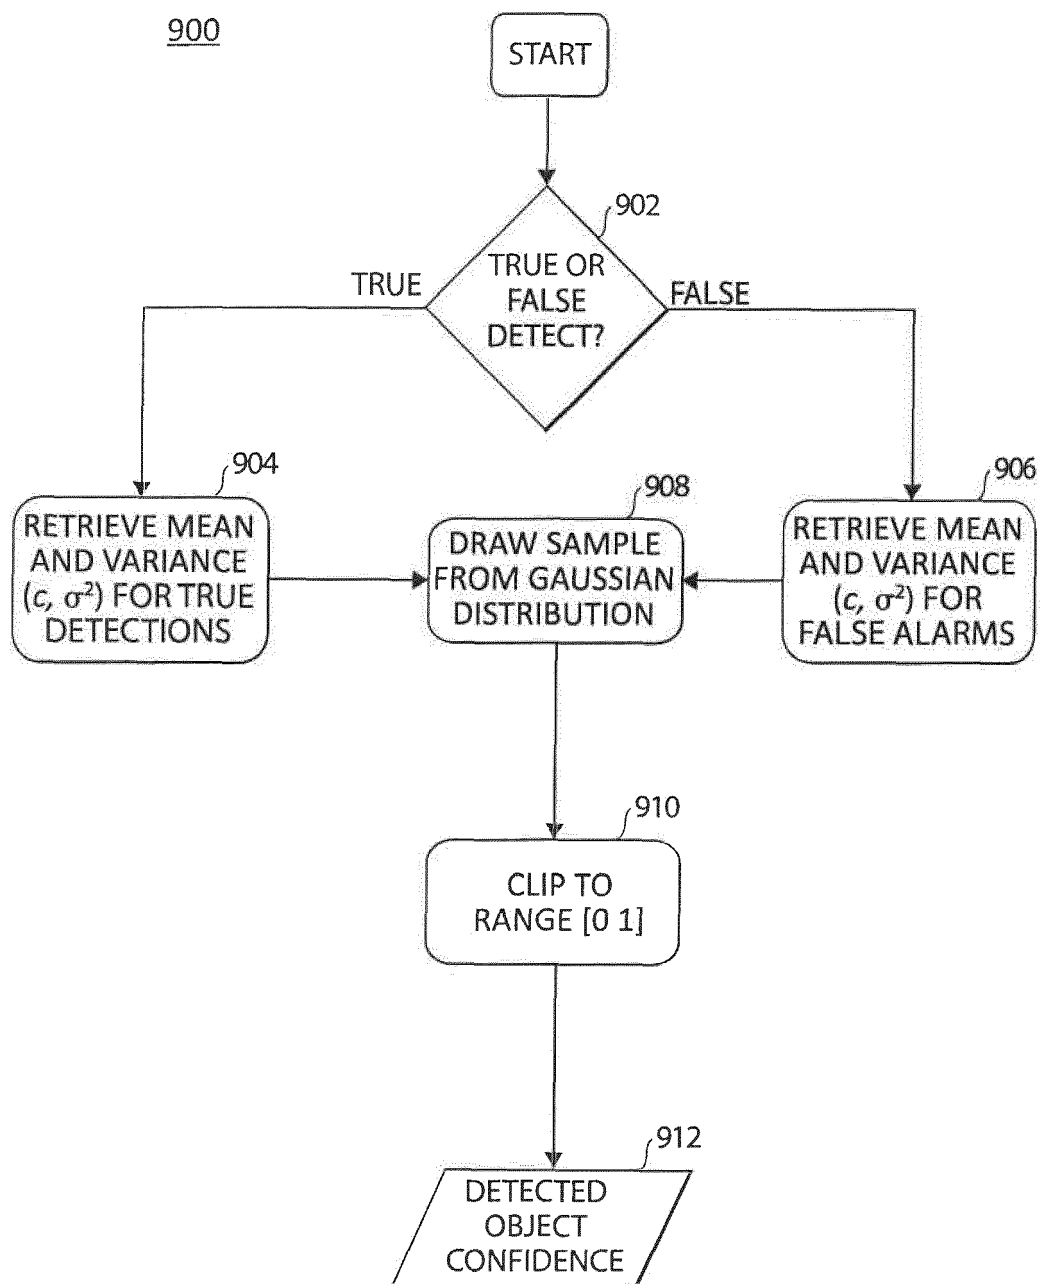 900
START
902
TRUE OR
FALSE
DETECT?
TRUE
FALSE
904
RETRIEVE MEAN
AND VARIANCE
(c, σ²) FOR TRUE
DETECTIONS
908
DRAW SAMPLE
FROM GAUSSIAN
DISTRIBUTION
906
RETRIEVE MEAN
AND VARIANCE
(c, σ²) FOR
FALSE ALARMS
910
CLIP TO
RANGE [0 1]
912
DETECTED
OBJECT
CONFIDENCE